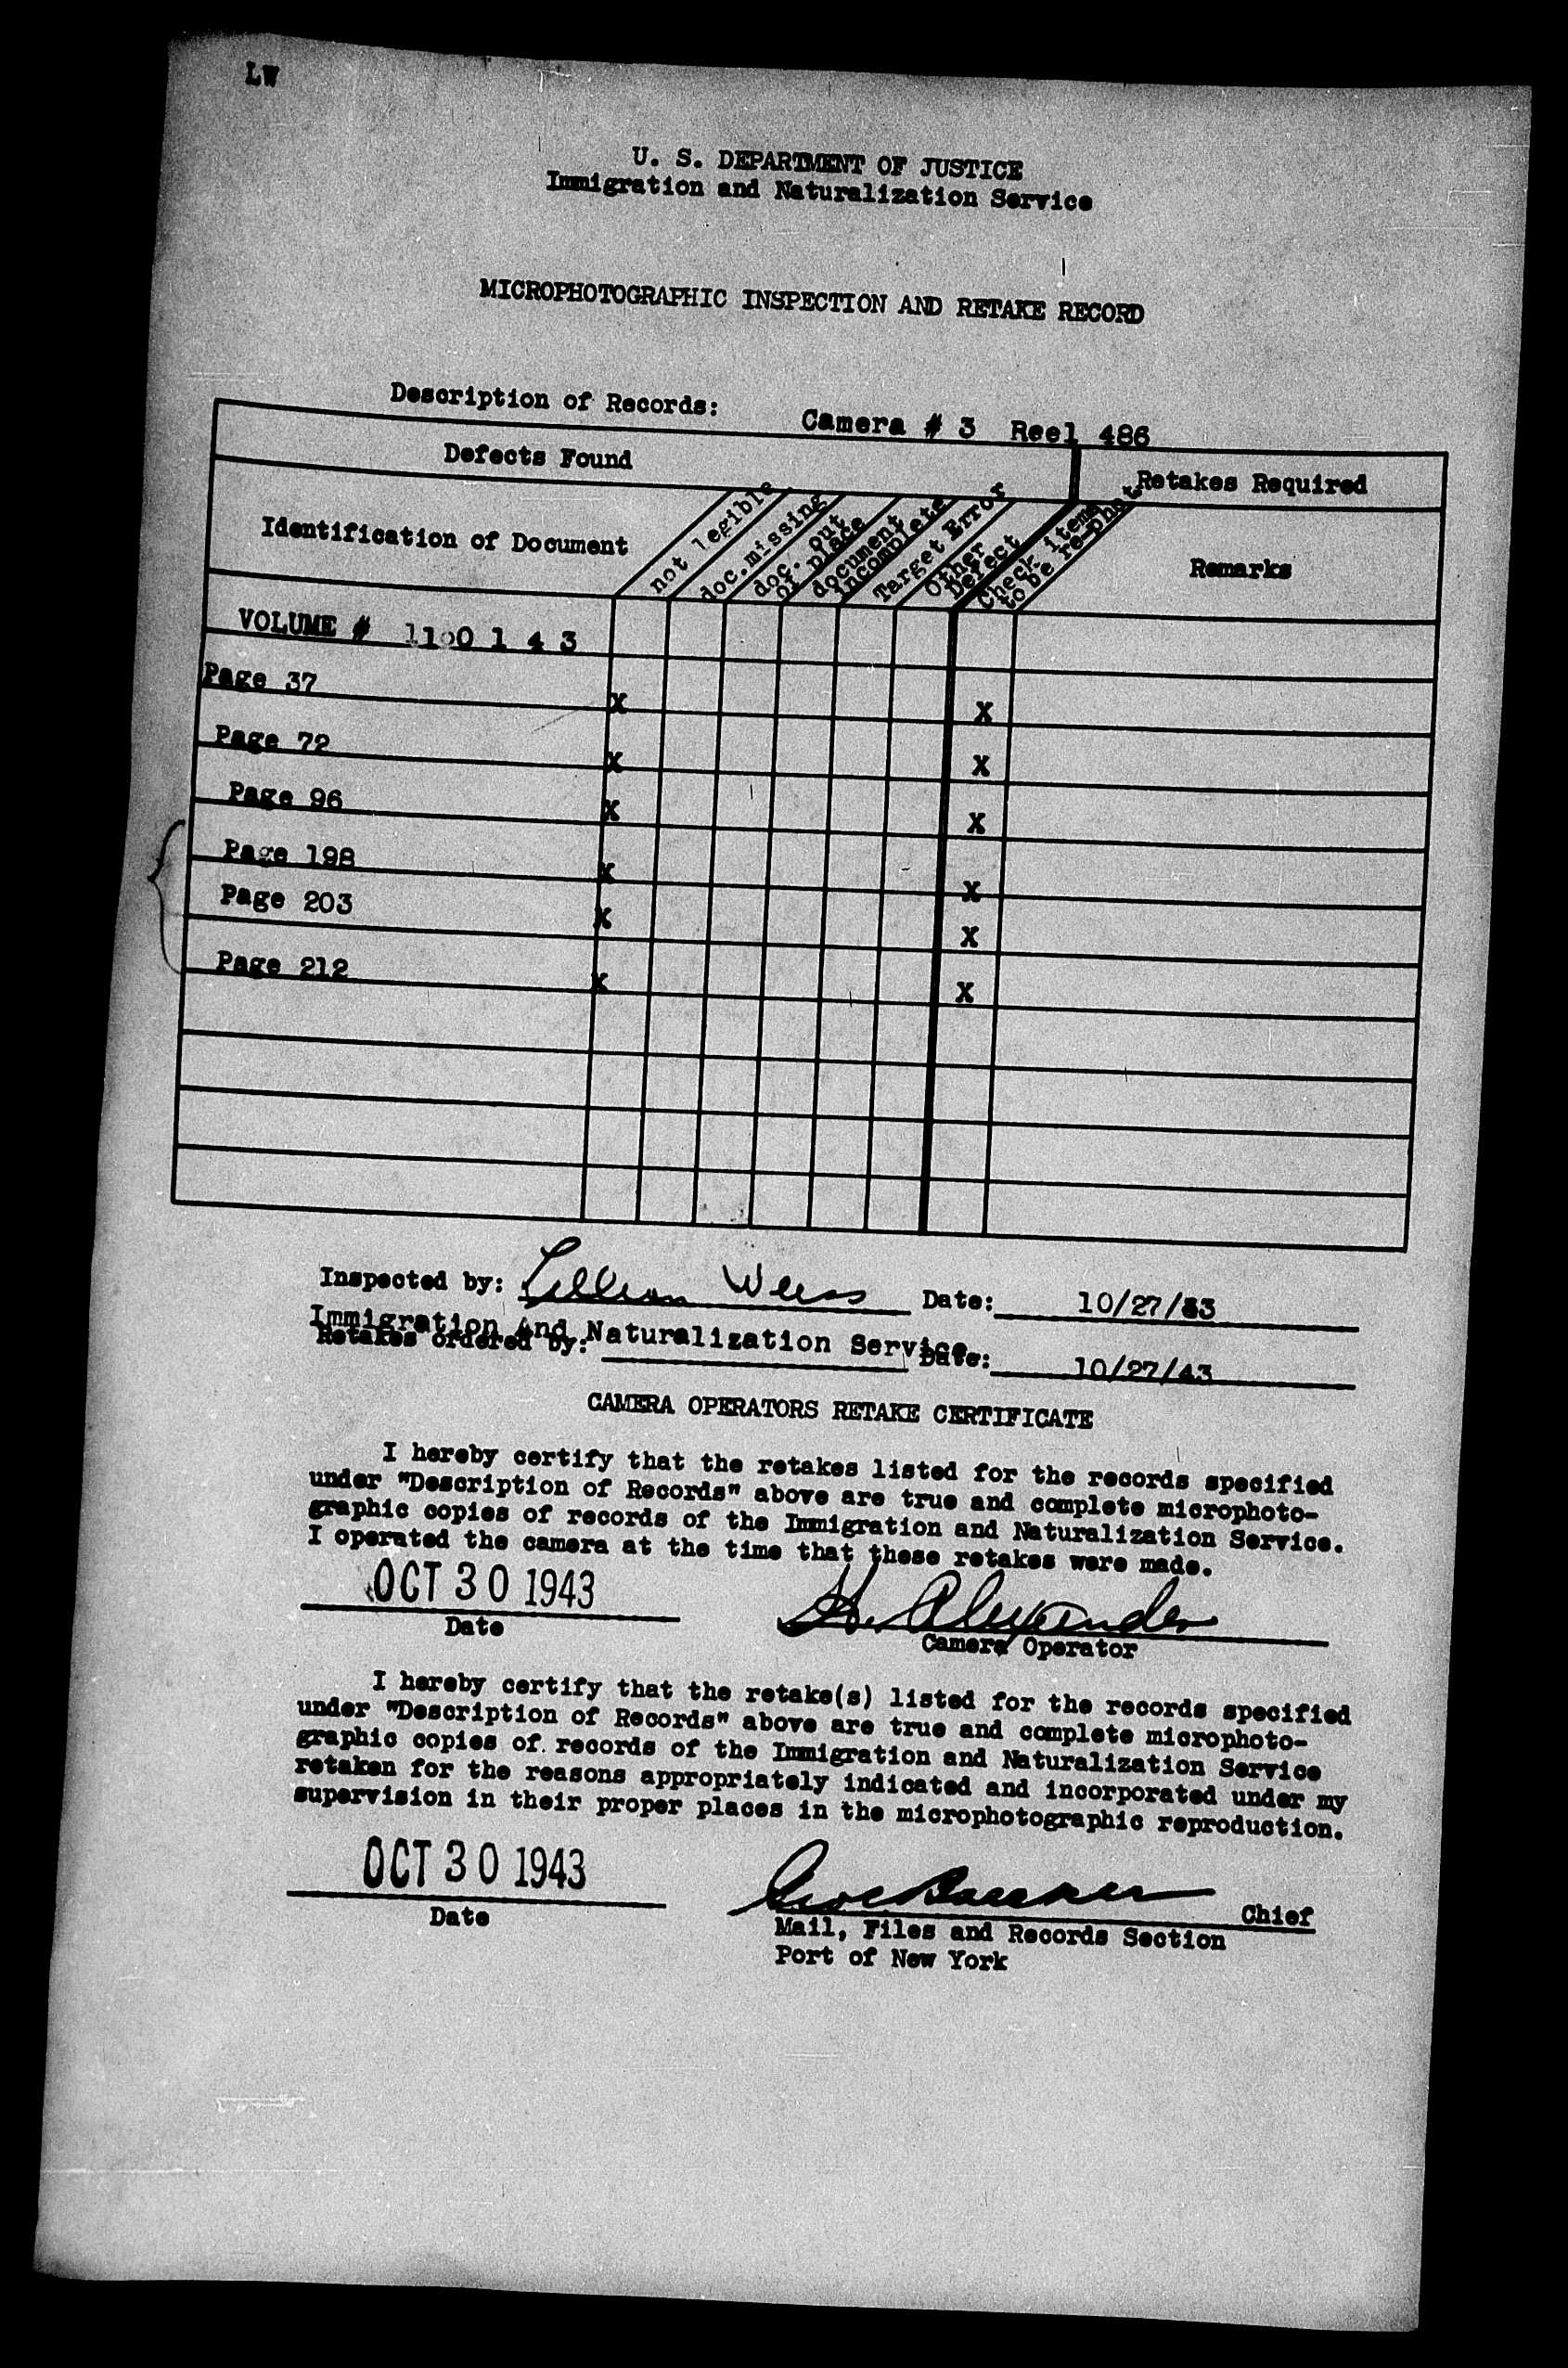 LW
U. S. DEPARTMENT OF JUSTICE
Immigration and Naturalization Service
MICROPHOTOGRAPHIC INSPECTION AND RETAKE RECORD
Description of Records: Camera # 3 Reel 486
Defects Found
Retakes Required
Identification of Document
not legible
doc. missing
doc. out of place
document incomplete
Target Error
Other Defect
Check items to be re-phot
Remarks
VOLUME # 1 4 3
Page 37 X X
Page 72 X X
Page 96 X X
Page 198 X X
Page 203 X X
Page 212 X X
Inspected by: Lillian Weiss Date: 10/27/
Immigration And Naturalization Service
Retakes ordered by: Date: 10/27/43
CAMERA OPERATORS RETAKE CERTIFICATE
I hereby certify that the retakes listed for the records specified
under "Description of Records" above are true and complete microphoto-
graphic copies of records of the Immigration and Naturalization Service.
I operated the camera at the time that these retakes were made.
OCT 30 1943 H. Alexander
Date Camera Operator
I hereby certify that the retake(s) listed for the records specified
under "Description of Records" above are true and complete microphoto-
graphic copies of records of the Immigration and Naturalization Service
retaken for the reasons appropriately indicated and incorporated under my
supervision in their proper places in the microphotographic reproduction.
OCT 30 1943 Chief
Date Mail, Files and Records Section
Port of New York